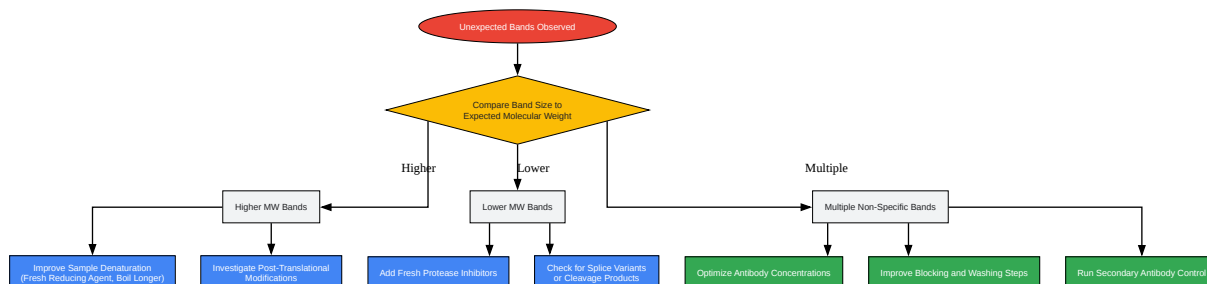 Unexpected Bands Observed
Compare Band Size to
Expected Molecular Weight
Higher
Lower
Multiple
Higher MW Bands
Lower MW Bands
Multiple Non-Specific Bands
Improve Sample Denaturation
(Fresh Reducing Agent, Boil Longer)
Investigate Post-Translational
Modifications
Add Fresh Protease Inhibitors
Check for Splice Variants
or Cleavage Products
Optimize Antibody Concentrations
Improve Blocking and Washing Steps
Run Secondary Antibody Control